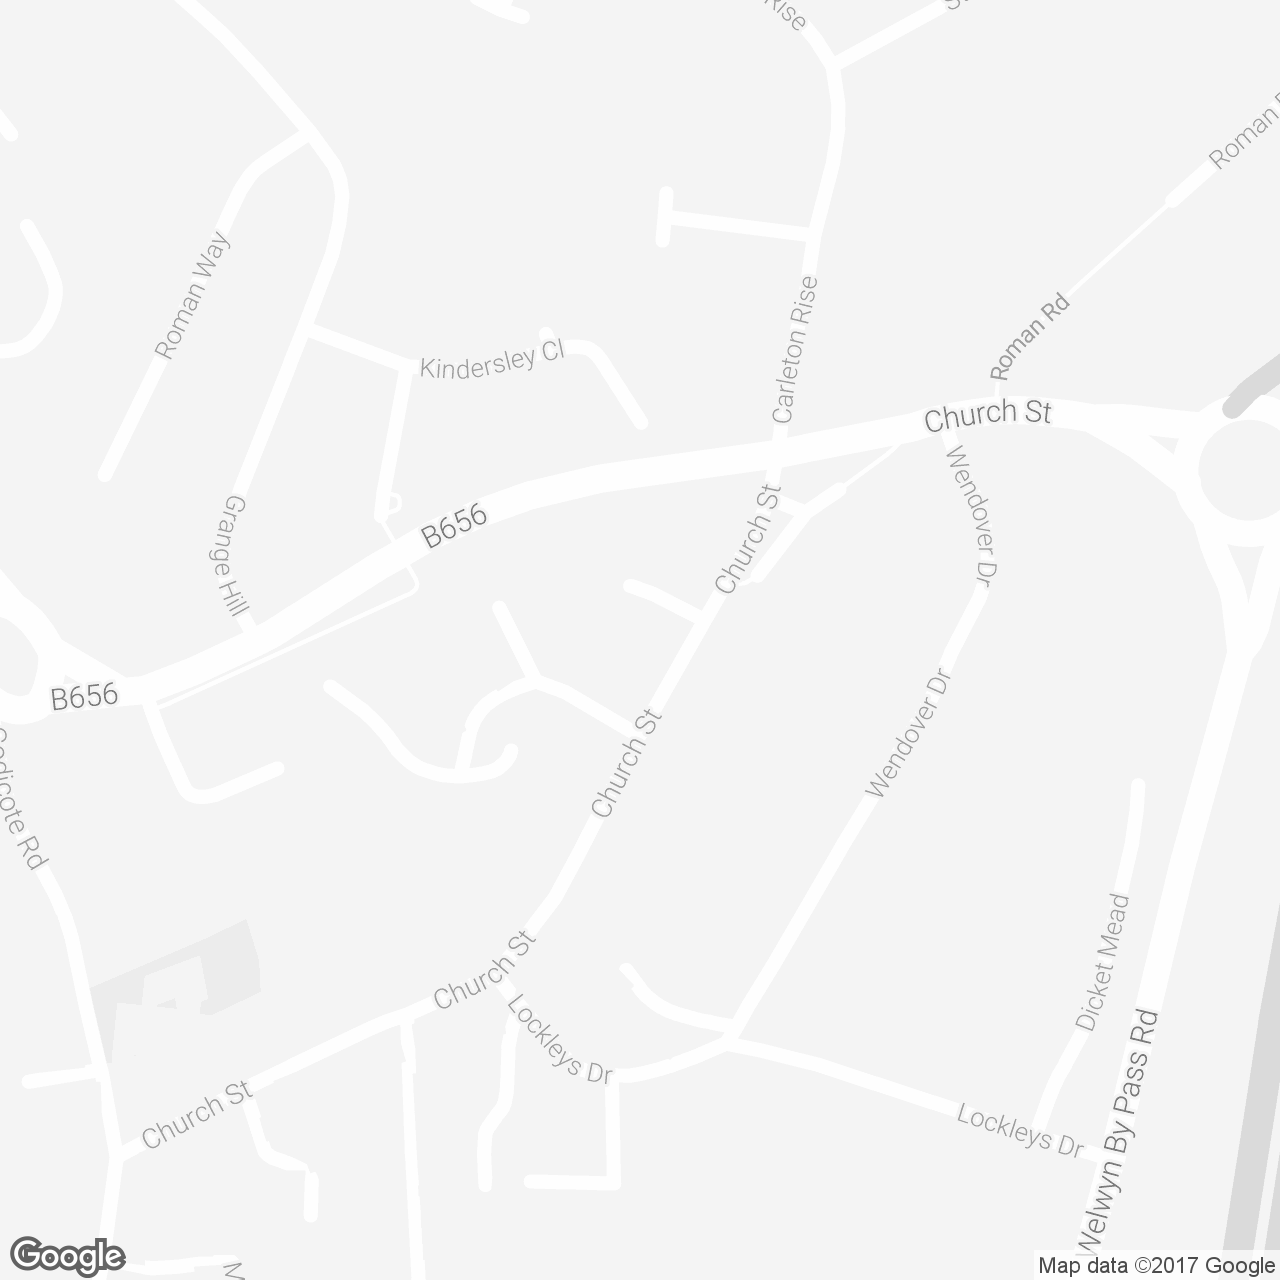 Rise
Roman
Roman Way
Carleton Rise
Roman Rd
Kindersley Cl
Church St
Wendover Dr
Grange Hill
B656
Church St
B656
Wendover Dr
Church St
Codicote Rd
Dicket Mead
Church St
Lockleys Dr
Welwyn By Pass Rd
Church St
Lockleys Dr
Google
Map data ©2017 Google